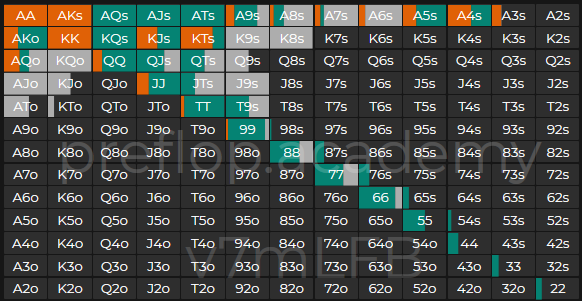 AA AKs AQs AJs ATs A9s A8s A7s A6s A5s A4s A3s A2s
AKo KK KQs KJs KTs K9s K8s K7s K6s K5s K4s K3s K2s
AQo KQo QQ QJs QTs Q9s Q8s Q7s Q6s Q5s Q4s Q3s Q2s
AJo KJo QJo JJ JTs J9s J8s J7s J6s J5s J4s J3s J2s
ATo KTo QTo JTo TT T9s T8s T7s T6s T5s T4s T3s T2s
A9o K9o Q9o J9o T9o 99 98s 97s 96s 95s 94s 93s 92s
A8o K8o Q8o J8o T8o 98o 88 87s 86s 85s 84s 83s 82s
preflop.academy
A7o K7o Q7o J7o T7o 97o 87o 77 76s 75s 74s 73s 72s
A6o K6o Q6o J6o T6o 96o 86o 76o 66 65s 64s 63s 62s
A5o K5o Q5o J5o T5o 95o 85o 75o 65o 55 54s 53s 52s
A4o K4o Q4o J4o T4o 94o 84o 74o 64o 54o 44 43s 42s
v7mLFB
A3o K3o Q3o J3o T3o 93o 83o 73o 63o 53o 43o 33 32s
A2o K2o Q2o J2o T2o 92o 82o 72o 62o 52o 42o 32o 22